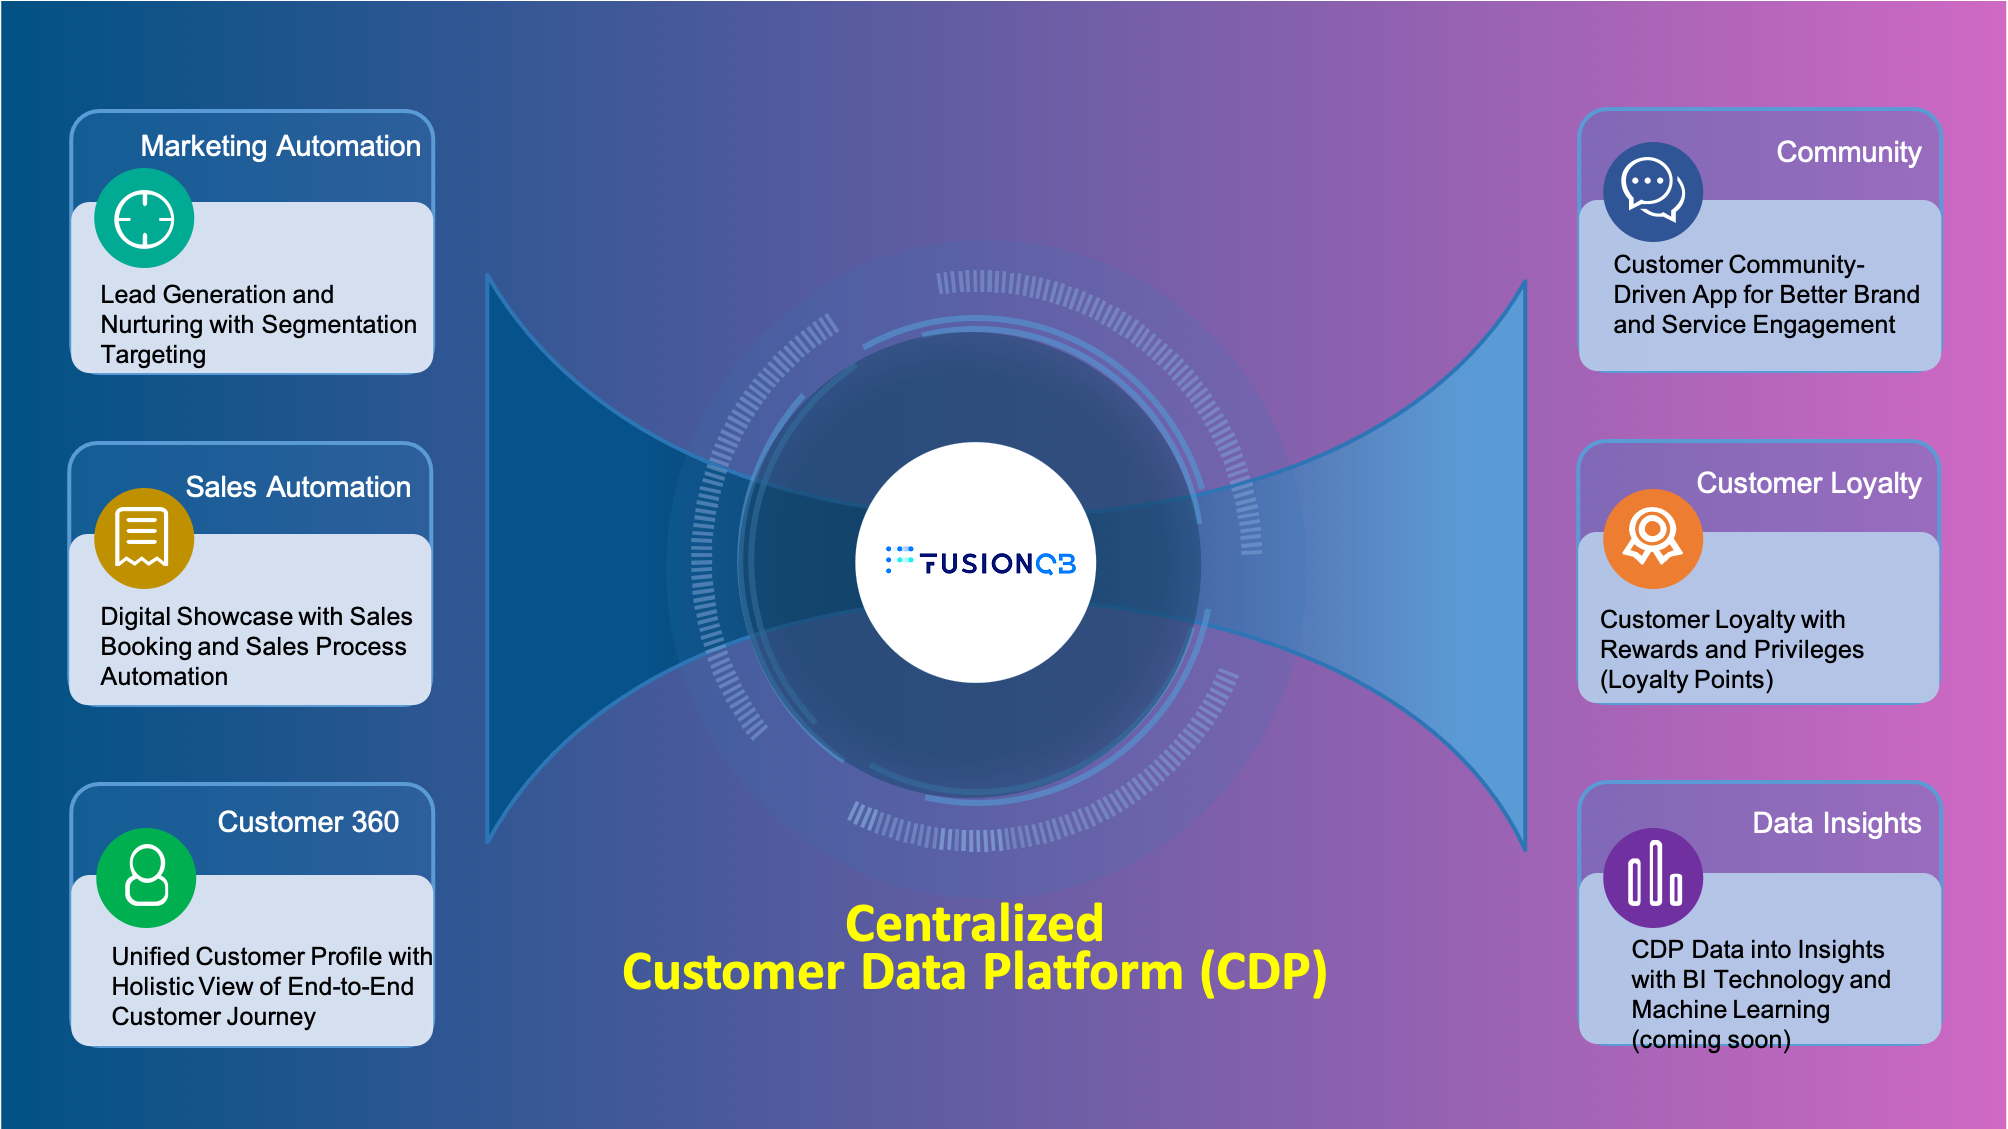 Marketing Automation
Lead Generation and
Nurturing with Segmentation
Targeting
Sales Automation
Digital Showcase with Sales
Booking and Sales Process
Automation
Customer 360
Unified Customer Profile with
Holistic View of End-to-End
Customer Journey
FUSIONQB
Centralized
Customer Data Platform (CDP)
Community
Customer Community-
Driven App for Better Brand
and Service Engagement
Customer Loyalty
Customer Loyalty with
Rewards and Privileges
(Loyalty Points)
Data Insights
CDP Data into Insights
with BI Technology and
Machine Learning
(coming soon)